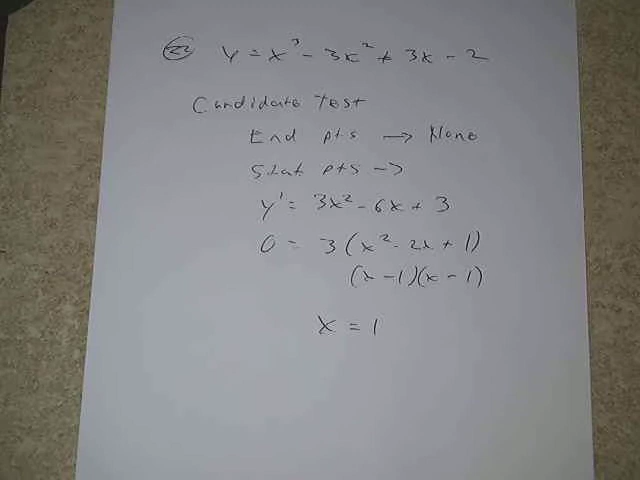 22 y = x³ - 3x² + 3x - 2
Candidate Test
End pts → None
Stat pts →
y' = 3x² - 6x + 3
0 = 3(x² - 2x + 1)
(x - 1)(x - 1)
x = 1